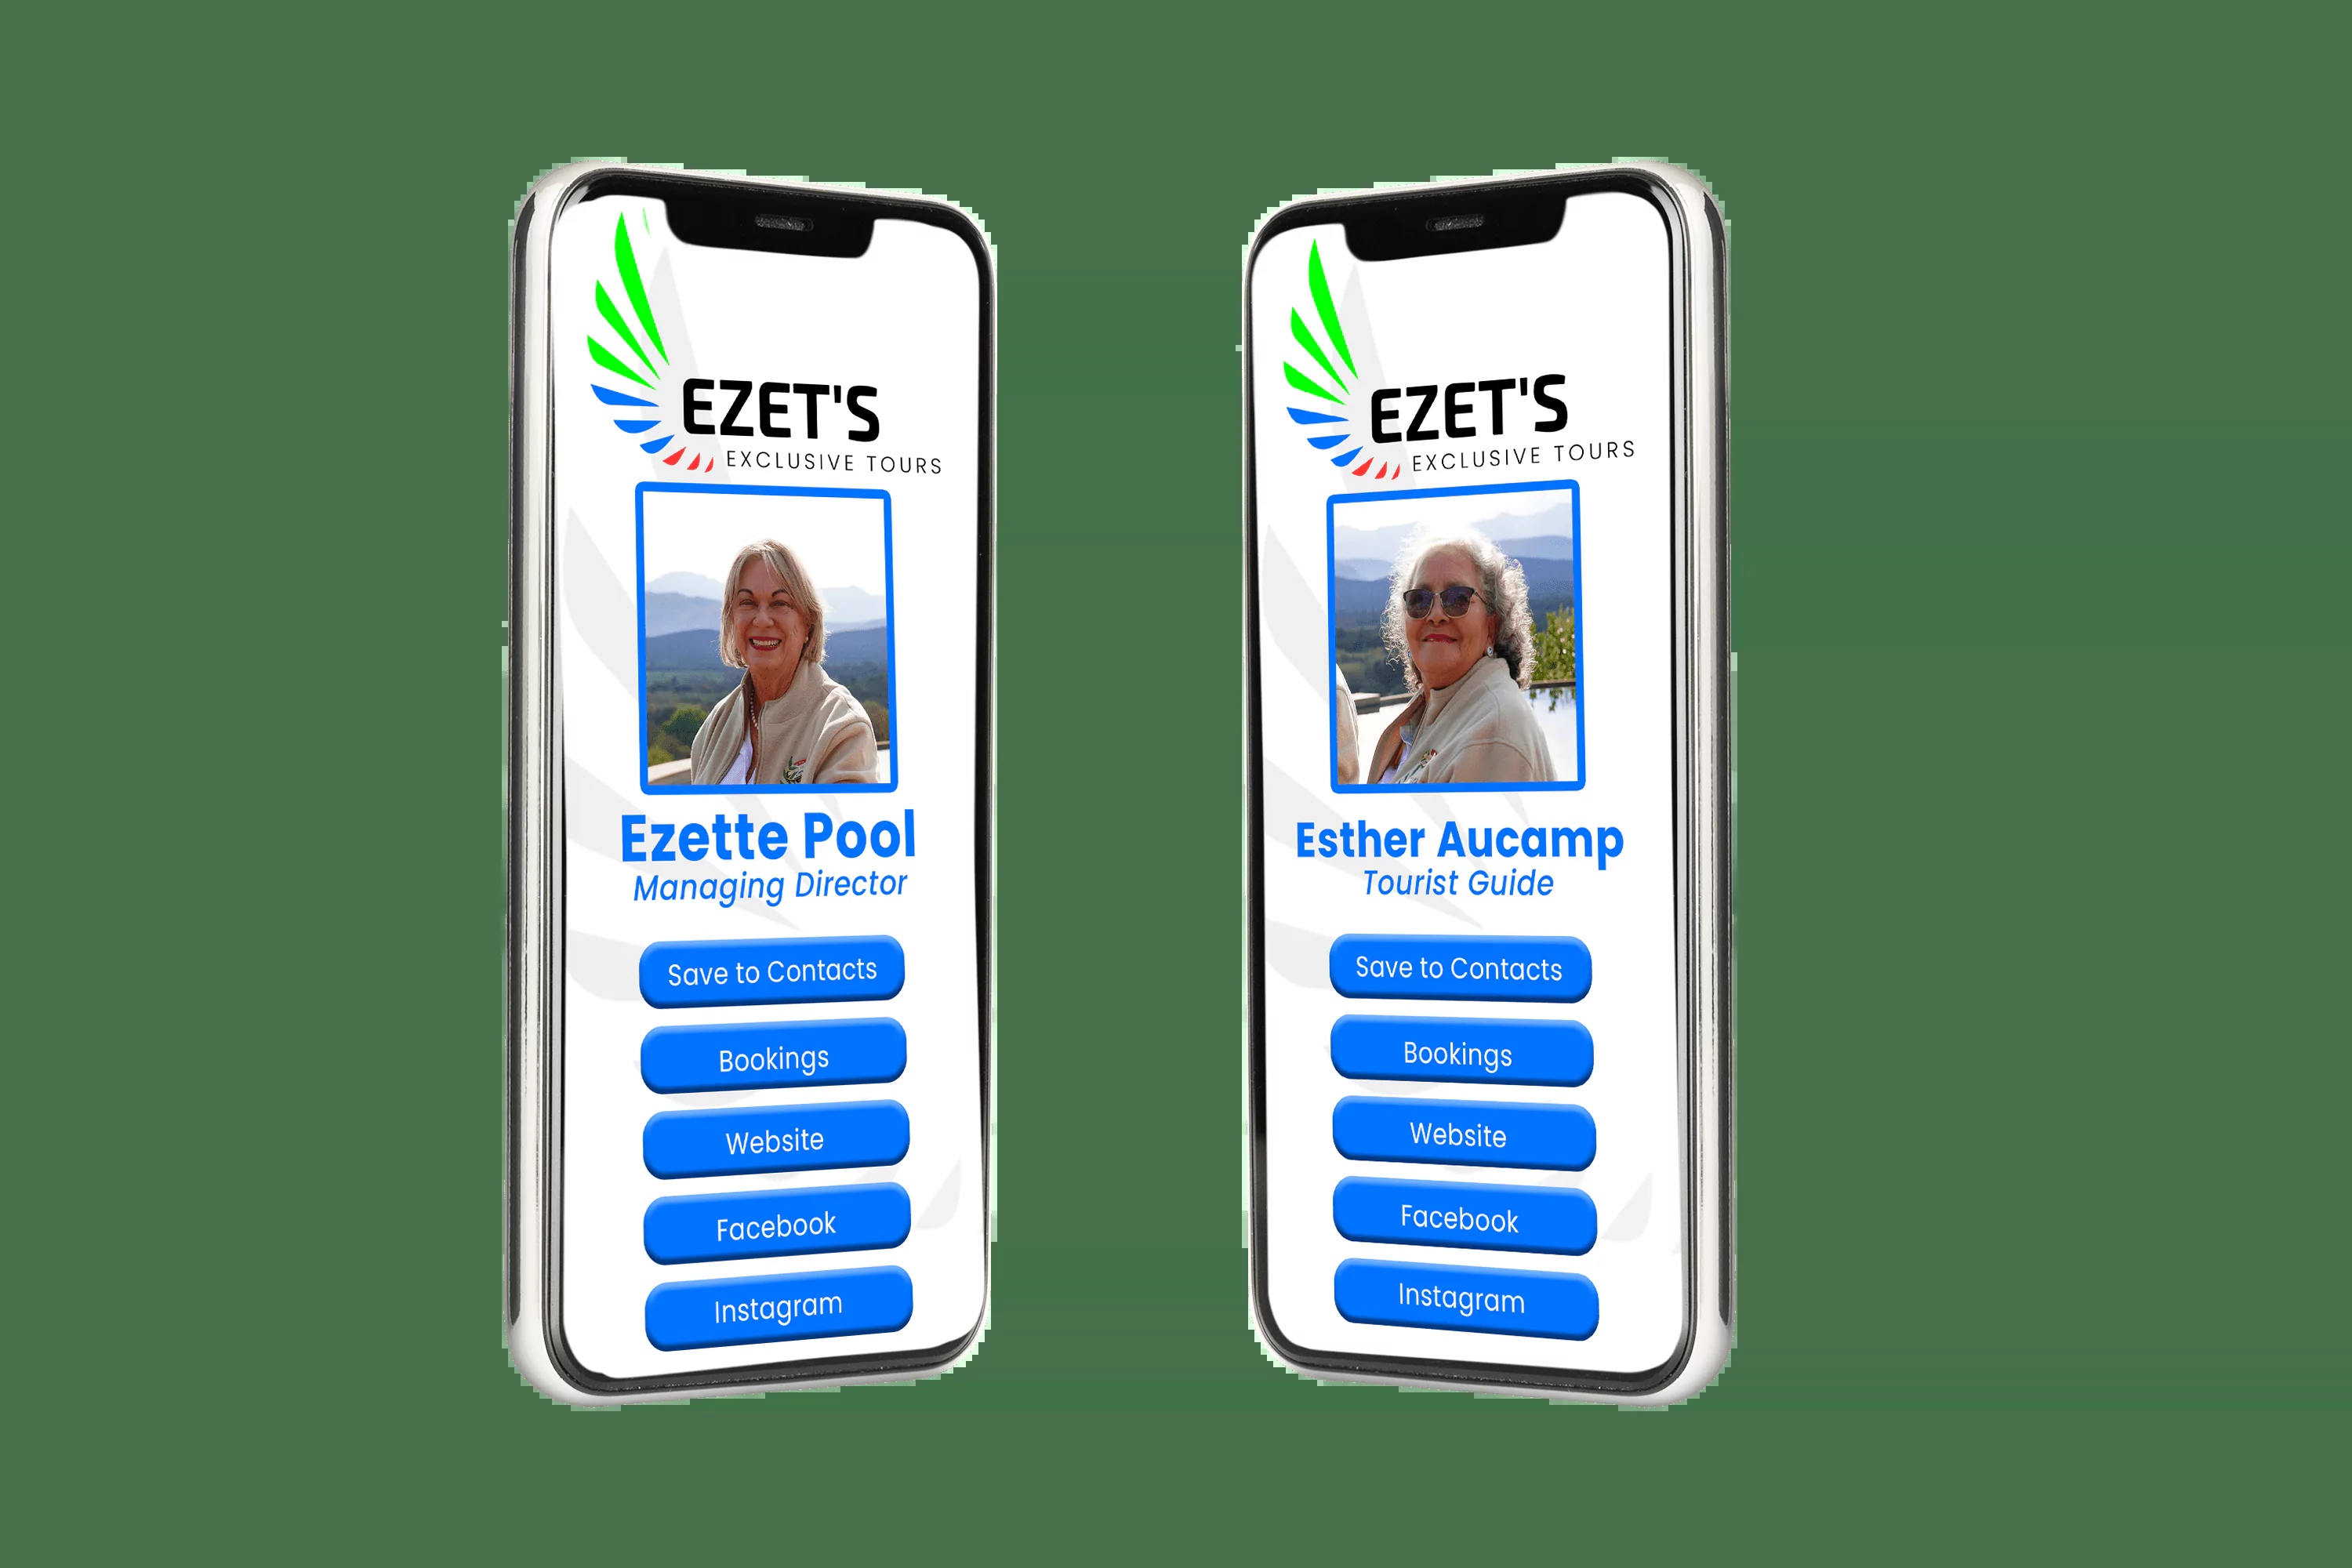 EZET'S
EXCLUSIVE TOURS
Ezette Pool
Managing Director
Save to Contacts
Bookings
Website
Facebook
Instagram
EZET'S
EXCLUSIVE TOURS
Esther Aucamp
Tourist Guide
Save to Contacts
Bookings
Website
Facebook
Instagram